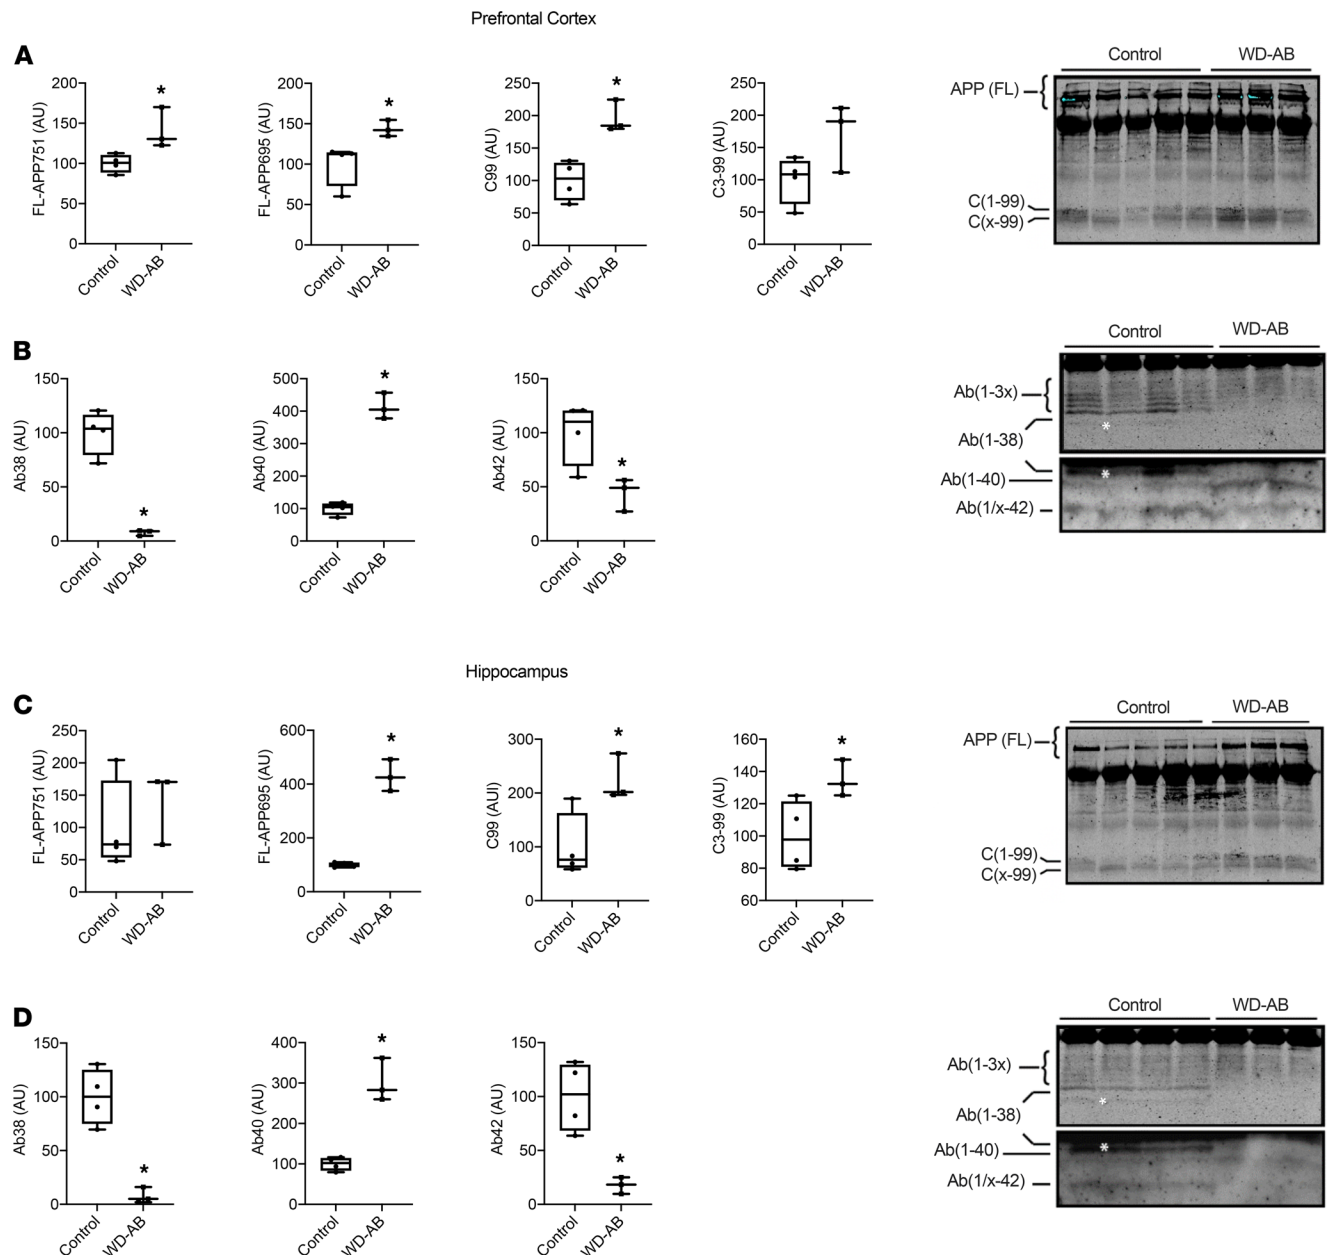 Prefrontal Cortex
A
FL-APP751 (AU)
200
150
100
50
0
Control
WD-AB
*
FL-APP695 (AU)
200
150
100
50
0
Control
WD-AB
*
C99 (AU)
250
200
150
100
50
0
Control
WD-AB
*
C3-99 (AU)
250
200
150
100
50
0
Control
WD-AB
Control
WD-AB
APP (FL)
C(1-99)
C(x-99)
B
Ab38 (AU)
150
100
50
0
Control
WD-AB
*
Ab40 (AU)
500
400
300
200
100
0
Control
WD-AB
*
Ab42 (AU)
150
100
50
0
Control
WD-AB
*
Control
WD-AB
Ab(1-3x)
Ab(1-38)
Ab(1-40)
Ab(1/x-42)
*
*
Hippocampus
C
FL-APP751 (AU)
250
200
150
100
50
0
Control
WD-AB
FL-APP695 (AU)
600
400
200
0
Control
WD-AB
*
C99 (AUI)
300
200
100
0
Control
WD-AB
*
C3-99 (AU)
160
140
120
100
80
60
Control
WD-AB
*
Control
WD-AB
APP (FL)
C(1-99)
C(x-99)
D
Ab38 (AU)
150
100
50
0
Control
WD-AB
*
Ab40 (AU)
400
300
200
100
0
Control
WD-AB
*
Ab42 (AU)
150
100
50
0
Control
WD-AB
*
Control
WD-AB
Ab(1-3x)
Ab(1-38)
Ab(1-40)
Ab(1/x-42)
*
*